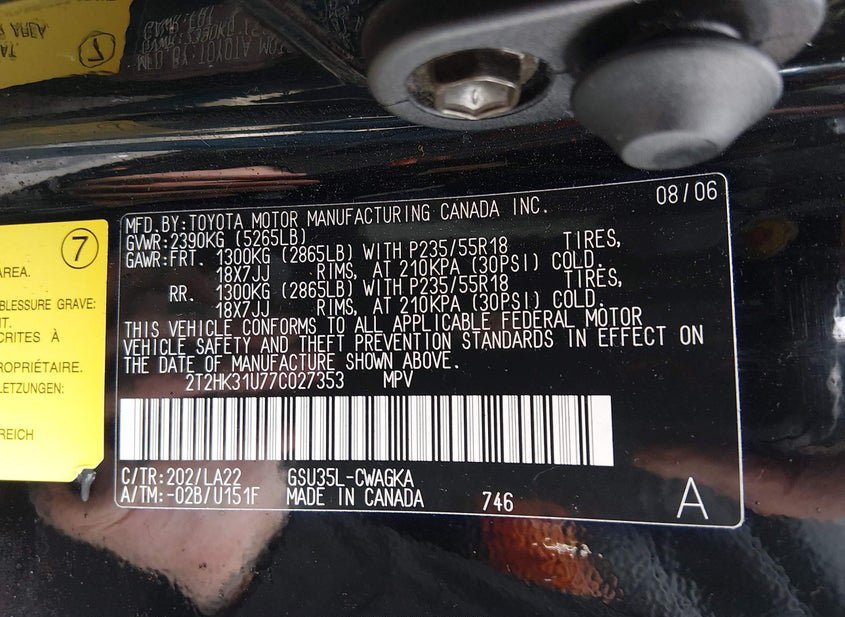 7
AREA.
BLESSURE GRAVE:
NT.
CRITES À
PROPRIÉTAIRE.
LETZUNGEN:
REICH
08/06
MFD.BY:TOYOTA MOTOR MANUFACTURING CANADA INC.
GVWR:2390KG (5265LB)
GAWR:FRT. 1300KG (2865LB) WITH P235/55R18 TIRES,
18X7JJ RIMS, AT 210KPA (30PSI) COLD.
RR. 1300KG (2865LB) WITH P235/55R18 TIRES,
18X7JJ RIMS, AT 210KPA (30PSI) COLD.
THIS VEHICLE CONFORMS TO ALL APPLICABLE FEDERAL MOTOR
VEHICLE SAFETY AND THEFT PREVENTION STANDARDS IN EFFECT ON
THE DATE OF MANUFACTURE SHOWN ABOVE.
2T2HK31U77C027353 MPV
C/TR:202/LA22 GSU35L-CWAGKA
A/TM:-02B/U151F MADE IN CANADA 746 A